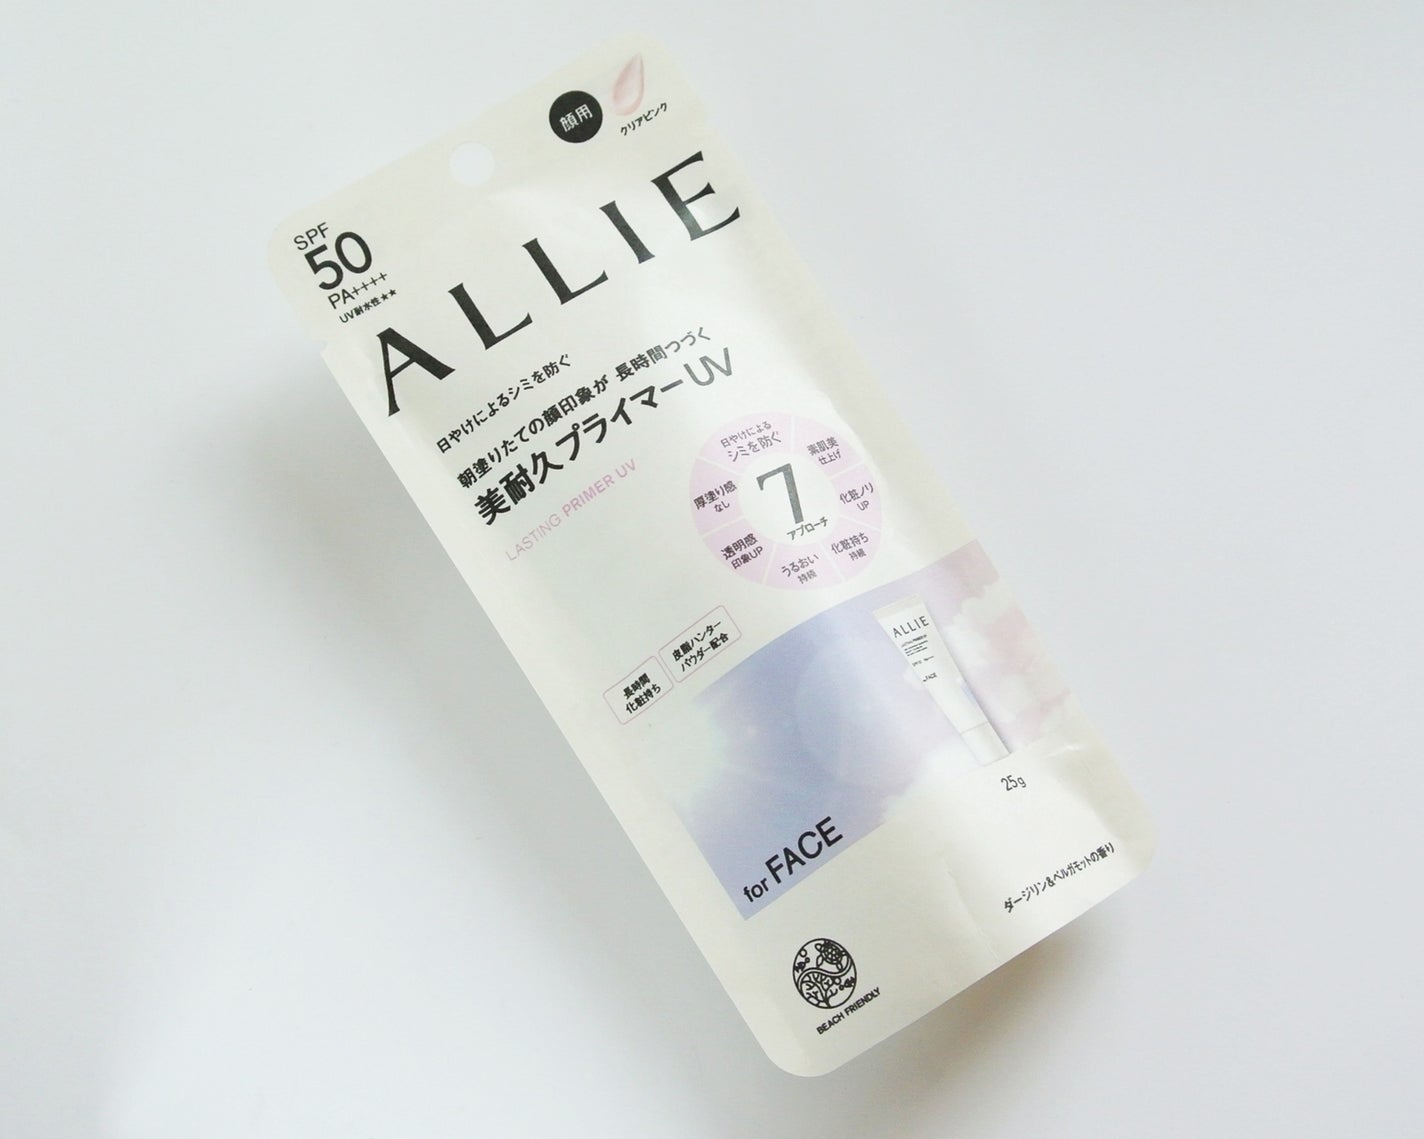 顔用
クリアピンク
SPF
50
PA++++
UV耐水性★★
ALLIE
日やけによるシミを防ぐ
朝塗りたての顔印象が 長時間つづく
美耐久プライマーUV
LASTING PRIMER UV
日やけによる
シミを防ぐ
素肌美
仕上げ
化粧ノリ
UP
化粧持ち
持続
うるおい
持続
透明感
印象UP
厚塗り感
なし
7
アプローチ
長時間
化粧持ち
皮脂ハンター
パウダー配合
ALLIE
FACE
25g
for FACE
ダージリン&ベルガモットの香り
BEACH FRIENDLY